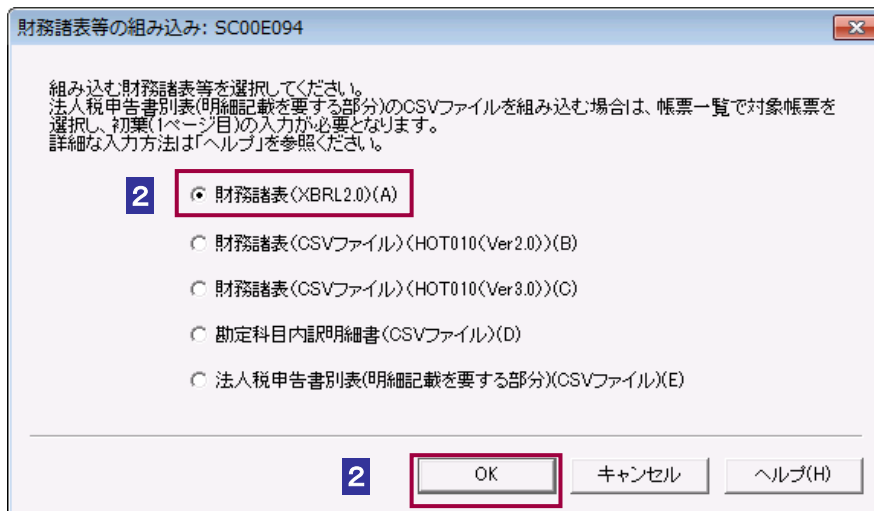 財務諸表等の組み込み: SC00E094
組み込む財務諸表等を選択してください。
法人税申告書別表(明細記載を要する部分)のCSVファイルを組み込む場合は、帳票一覧で対象帳票を
選択し、初葉(1ページ目)の入力が必要となります。
詳細な入力方法は「ヘルプ」を参照ください。
2 財務諸表(XBRL2.0)(A)
財務諸表(CSVファイル)(HOT010(Ver2.0))(B)
財務諸表(CSVファイル)(HOT010(Ver3.0))(C)
勘定科目内訳明細書(CSVファイル)(D)
法人税申告書別表(明細記載を要する部分)(CSVファイル)(E)
2 OK キャンセル ヘルプ(H)